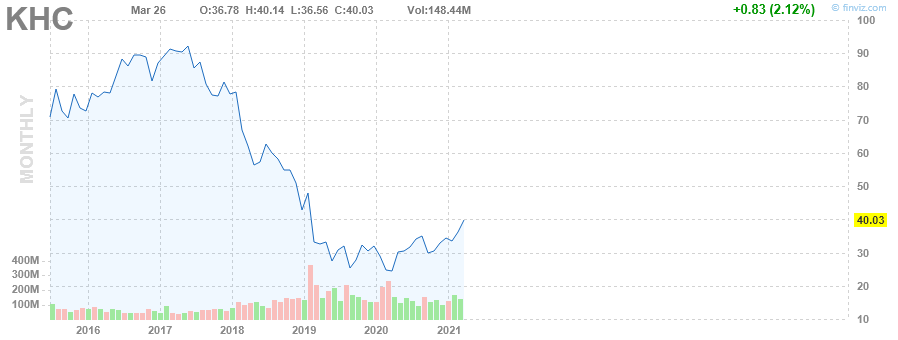 KHC Mar 26 O:36.78 H:40.14 L:36.56 C:40.03 Vol:148.44M +0.83 (2.12%) © finviz.com
MONTHLY
100
90
80
70
60
50
40.03
30
20
10
400M
300M
200M
100M
2016 2017 2018 2019 2020 2021